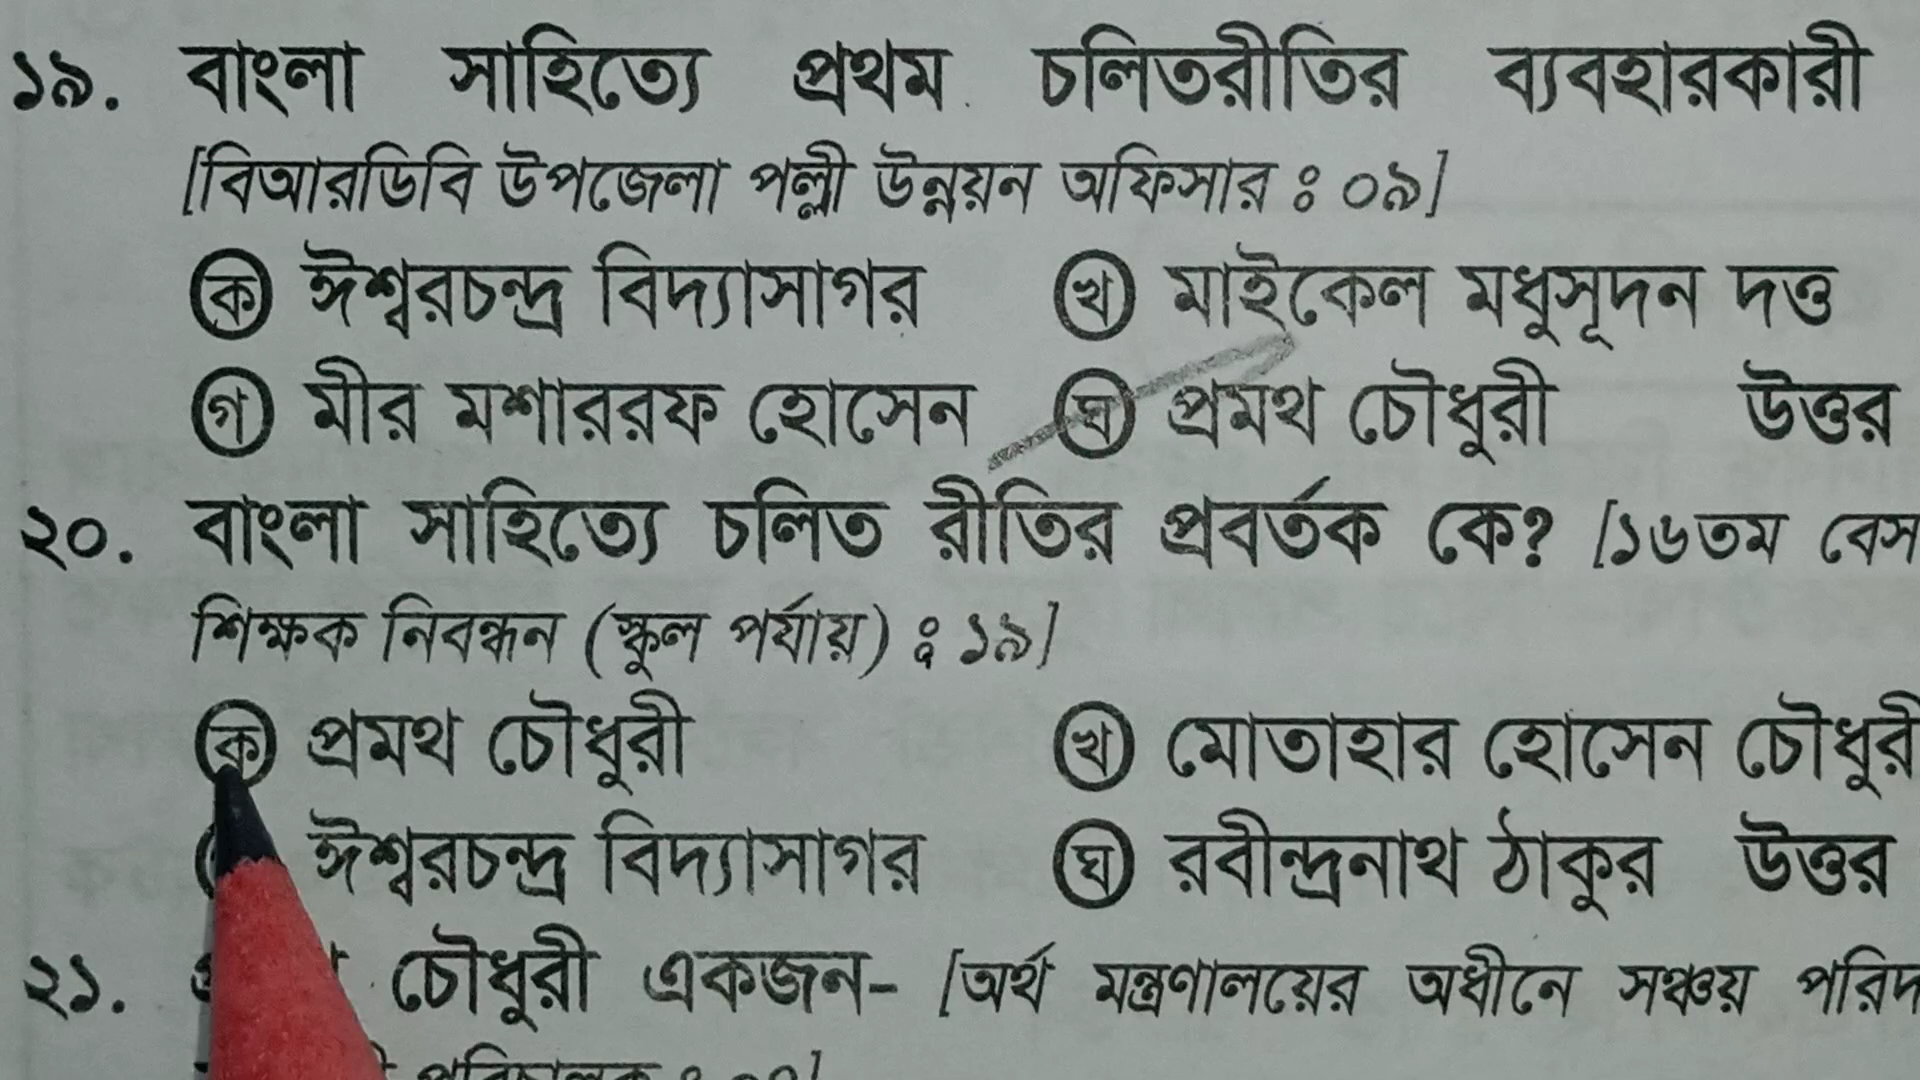 ১৯. বাংলা সাহিত্যে প্রথম চলিতরীতির ব্যবহারকারী
[বিআরডিবি উপজেলা পল্লী উন্নয়ন অফিসার : ০৯]
ক ঈশ্বরচন্দ্র বিদ্যাসাগর খ মাইকেল মধুসূদন দত্ত
গ মীর মশাররফ হোসেন ঘ প্রমথ চৌধুরী উত্তর
২০. বাংলা সাহিত্যে চলিত রীতির প্রবর্তক কে? [১৬তম বেস
শিক্ষক নিবন্ধন (স্কুল পর্যায়) : ১৯]
ক প্রমথ চৌধুরী খ মোতাহার হোসেন চৌধুরী
ঈশ্বরচন্দ্র বিদ্যাসাগর ঘ রবীন্দ্রনাথ ঠাকুর উত্তর
২১. চৌধুরী একজন- [অর্থ মন্ত্রণালয়ের অধীনে সঞ্চয় পরিদ